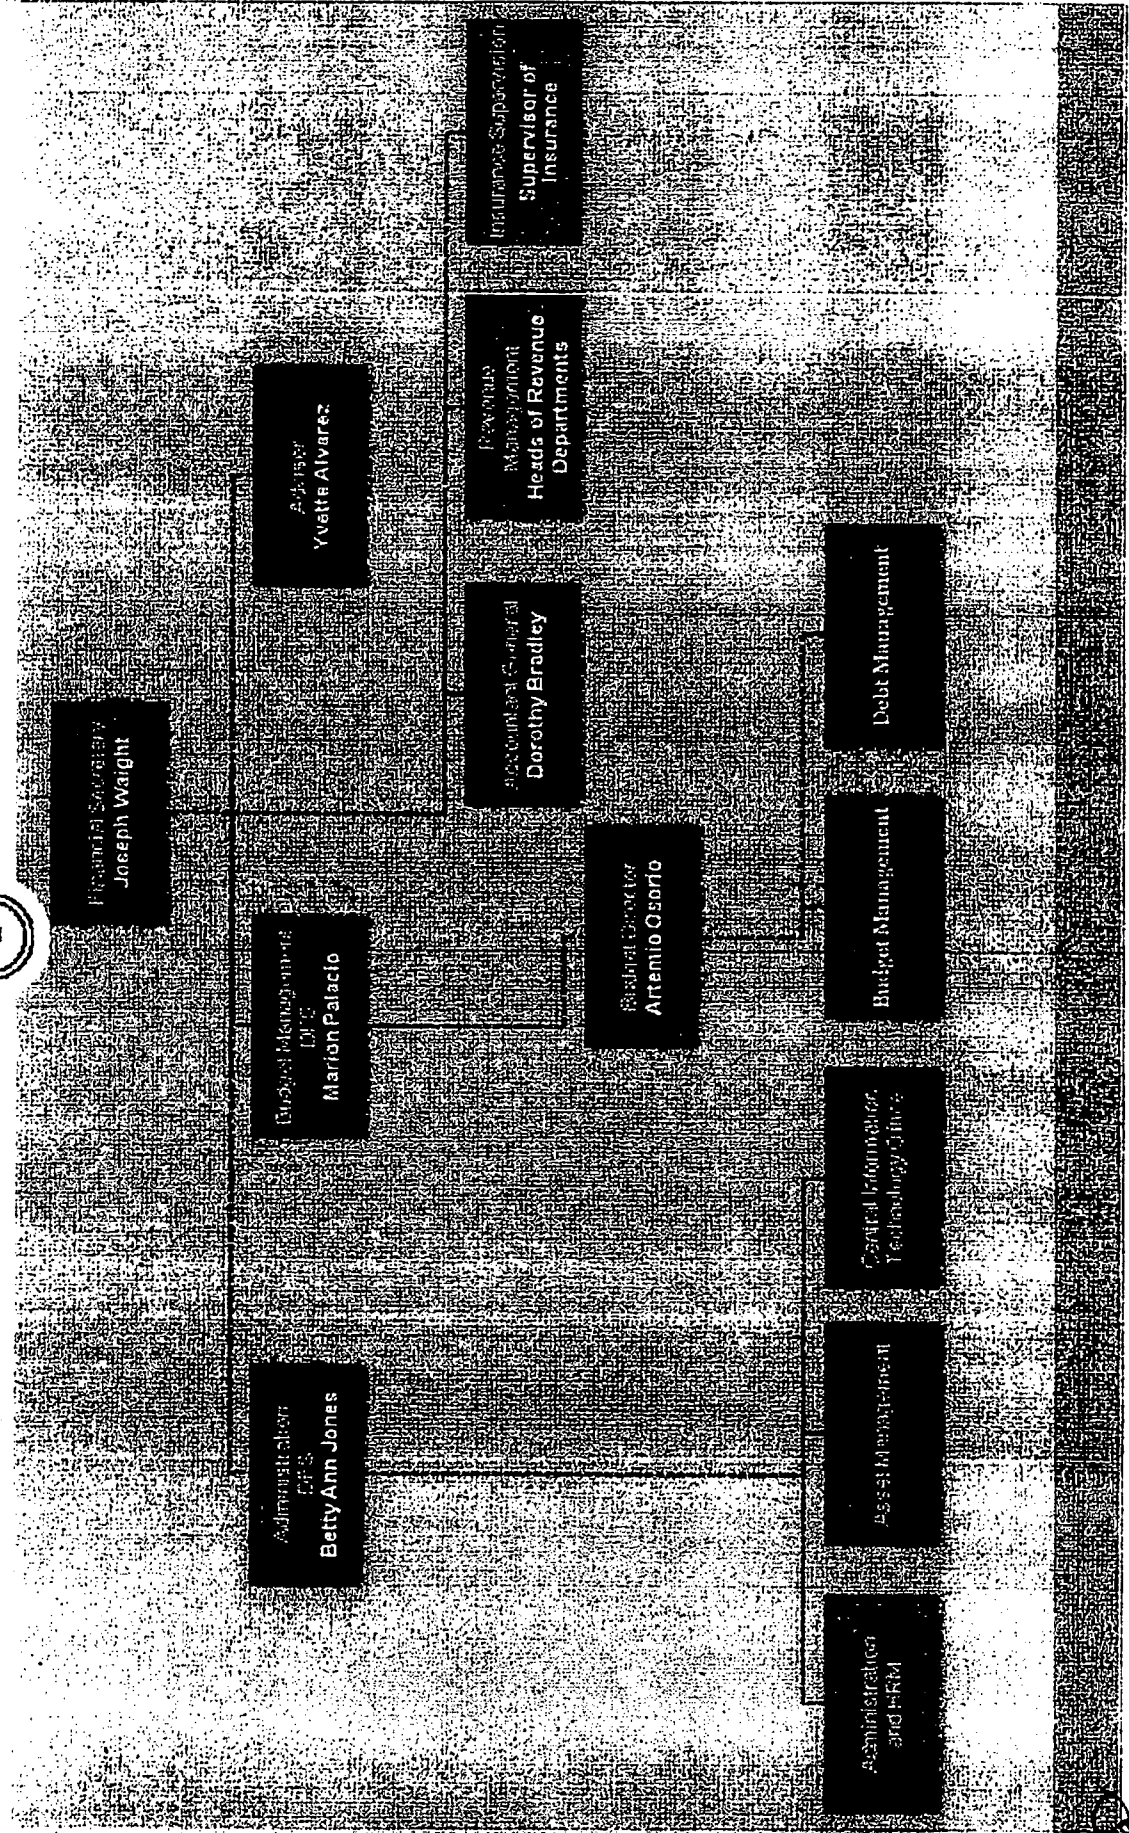 Financial Secretary
Joseph Waight
Administration
DFS
Betty Ann Jones
Budget Management
DFS
Marion Palacio
Advisor
Yvette Alvarez
Accountant General
Dorothy Bradley
Revenue
Management
Heads of Revenue
Departments
Insurance Supervision
Supervisor of
Insurance
Budget Director
Artemio Osorio
Administration
and HRM
Asset Management
Central Information
Technology Office
Budget Management
Debt Management